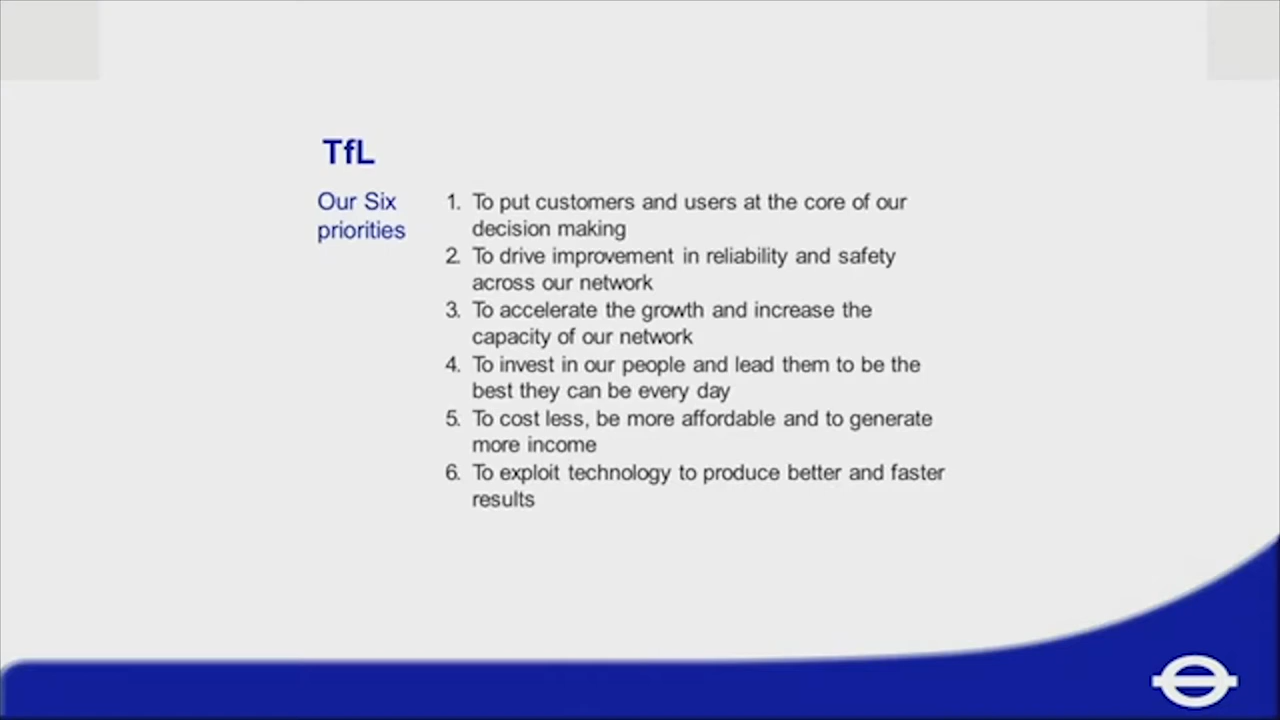 TfL
Our Six
priorities
1. To put customers and users at the core of our
decision making
2. To drive improvement in reliability and safety
across our network
3. To accelerate the growth and increase the
capacity of our network
4. To invest in our people and lead them to be the
best they can be every day
5. To cost less, be more affordable and to generate
more income
6. To exploit technology to produce better and faster
results